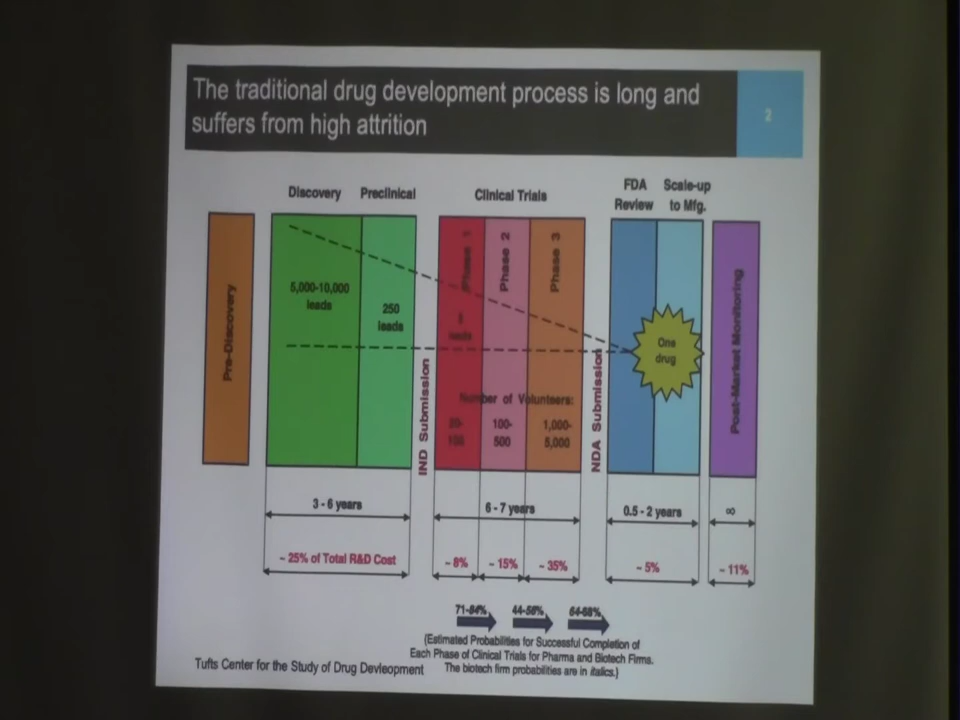 The traditional drug development process is long and
suffers from high attrition
2
Discovery
Preclinical
Clinical Trials
FDA
Review
Scale-up
to Mfg.
Pre-Discovery
5,000-10,000
leads
250
leads
IND Submission
Phase 1
leads
Phase 2
Phase 3
Number of Volunteers:
100-
500
1,000-
5,000
NDA Submission
One
drug
Post-Market Monitoring
3 - 6 years
6 - 7 years
0.5 - 2 years
∞
~ 25% of Total R&D Cost
~ 8%
~ 15%
~ 35%
~ 5%
~ 11%
71-84%
44-56%
64-68%
(Estimated Probabilities for Successful Completion of
Each Phase of Clinical Trials for Pharma and Biotech Firms.
The biotech firm probabilities are in italics.)
Tufts Center for the Study of Drug Devleopment